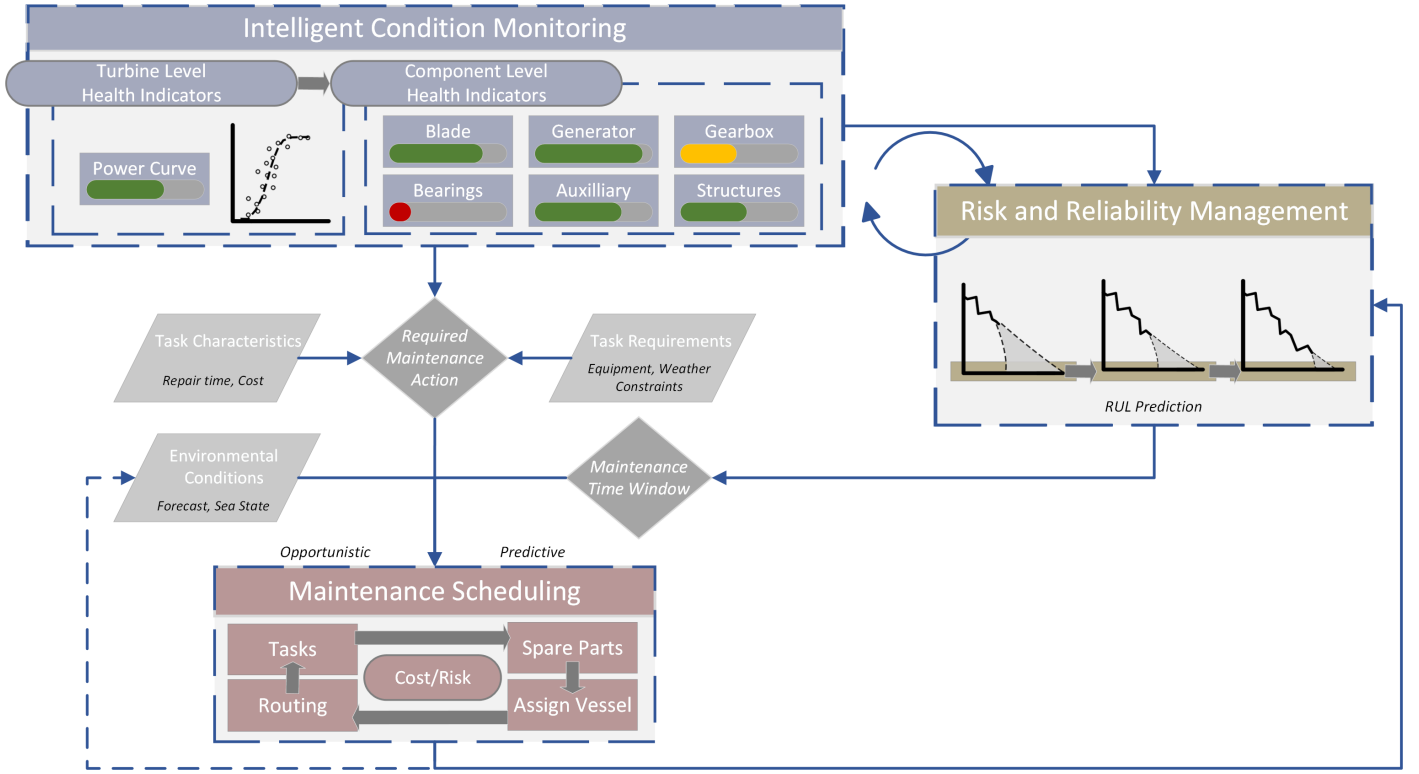 Intelligent Condition Monitoring
Turbine Level
Health Indicators
Component Level
Health Indicators
Power Curve
Blade
Generator
Gearbox
Bearings
Auxilliary
Structures
Risk and Reliability Management
RUL Prediction
Task Characteristics
Repair time, Cost
Required
Maintenance
Action
Task Requirements
Equipment, Weather
Constraints
Environmental
Conditions
Forecast, Sea State
Maintenance
Time Window
Opportunistic
Predictive
Maintenance Scheduling
Tasks
Spare Parts
Cost/Risk
Routing
Assign Vessel